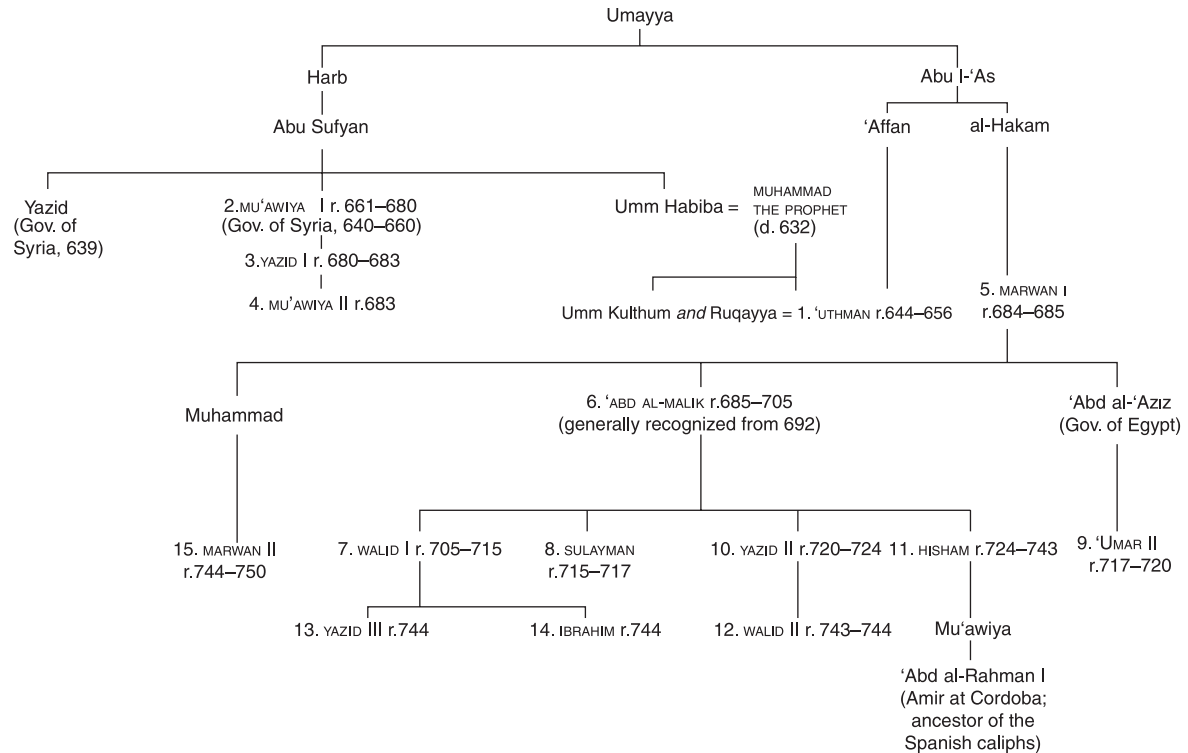 Umayya
Harb
Abu l-‘As
Abu Sufyan
‘Affan
al-Hakam
Yazid
(Gov. of
Syria, 639)
2.MU’AWIYA I r. 661–680
(Gov. of Syria, 640–660)
3.YAZID I r. 680–683
4. MU’AWIYA II r.683
Umm Habiba =
MUHAMMAD
THE PROPHET
(d. 632)
Umm Kulthum and Ruqayya = 1. ‘UTHMAN r.644–656
5. MARWAN I
r.684–685
Muhammad
6. ‘ABD AL-MALIK r.685–705
(generally recognized from 692)
‘Abd al-‘Azız
(Gov. of Egypt)
15. MARWAN II
r.744–750
7. WALID I r. 705–715
8. SULAYMAN
r.715–717
10. YAZID II r.720–724
11. HISHAM r.724–743
9. ‘UMAR II
r.717–720
13. YAZID III r.744
14. IBRAHIM r.744
12. WALID II r. 743–744
Mu‘awiya
‘Abd al-Rahman I
(Amir at Cordoba;
ancestor of the
Spanish caliphs)